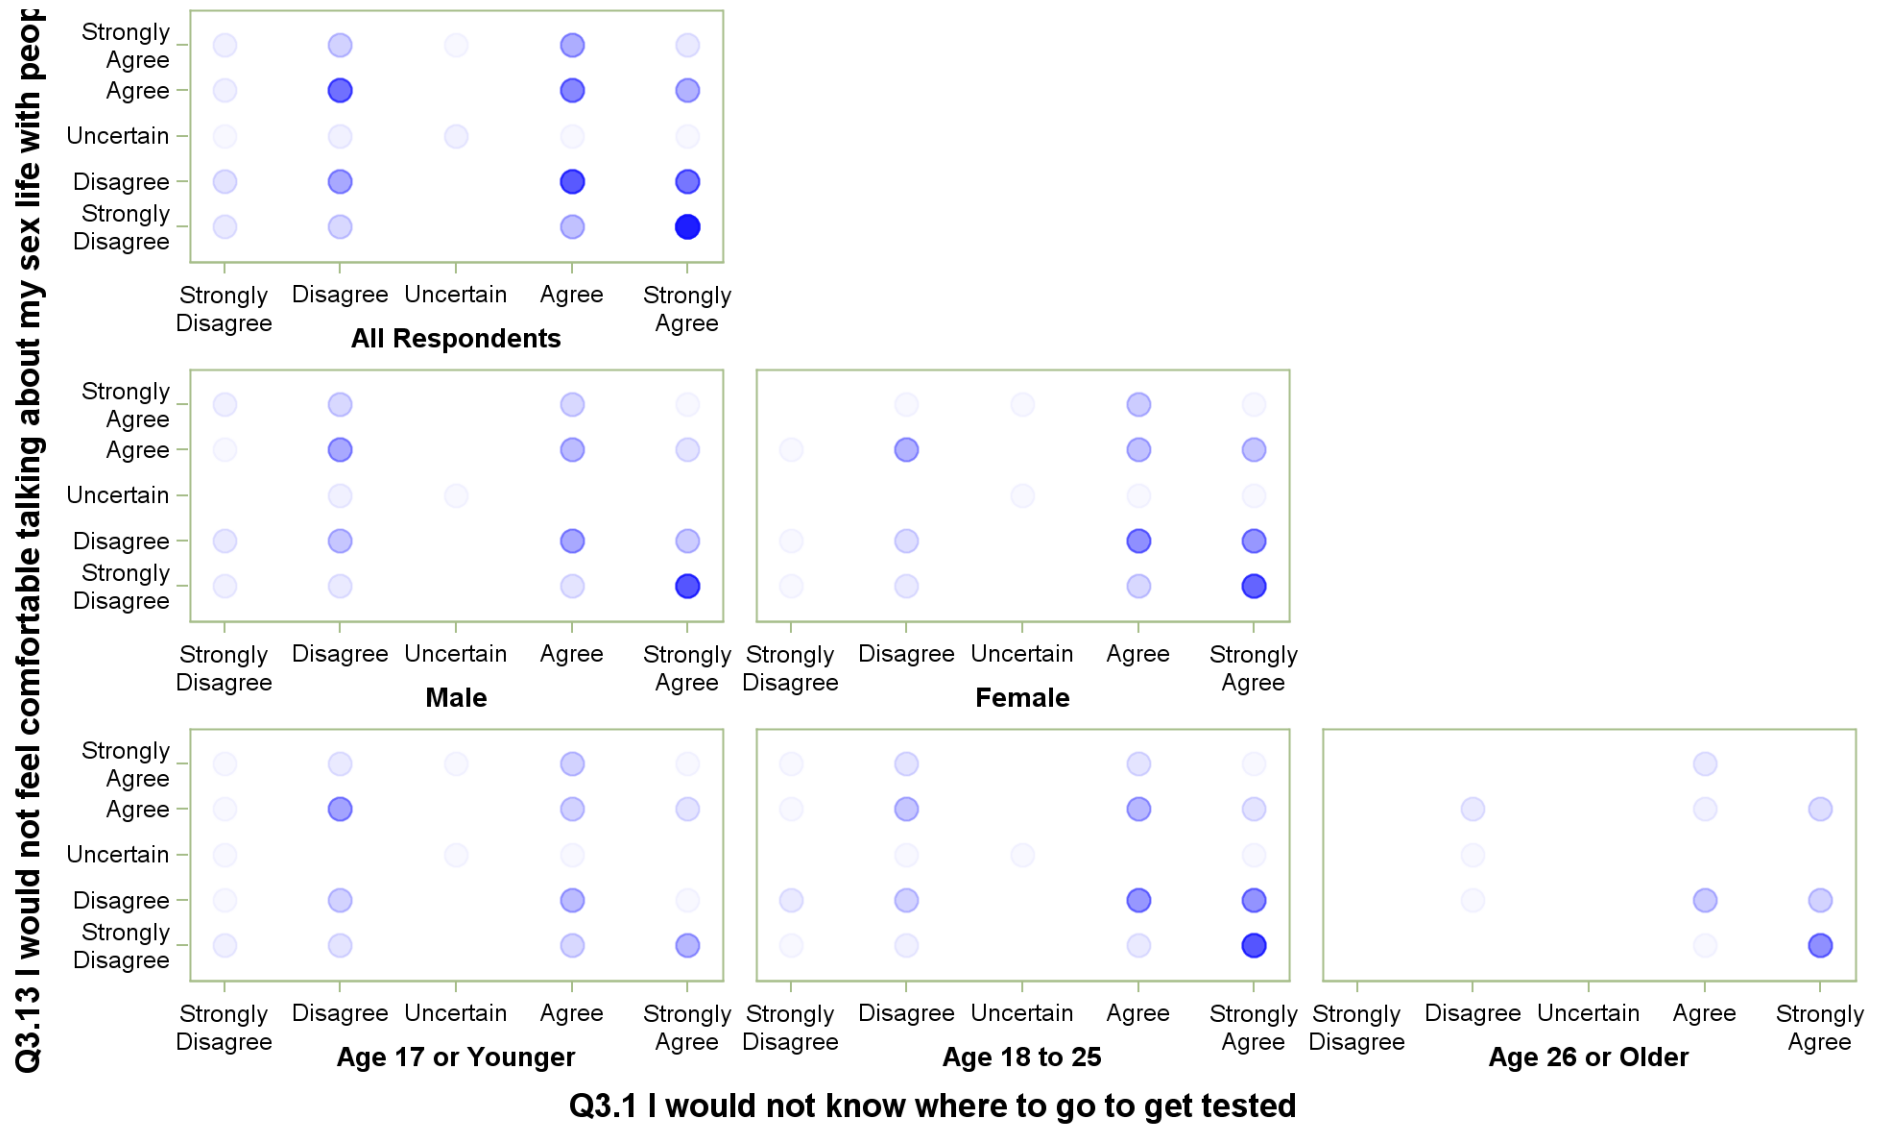 Q3.13 I would not feel comfortable talking about my sex life with
Strongly
Agree
Agree
Uncertain
Disagree
Strongly
Disagree
Strongly
Disagree
Disagree
Uncertain
Agree
Strongly
Agree
All Respondents
Strongly
Agree
Agree
Uncertain
Disagree
Strongly
Disagree
Strongly
Disagree
Disagree
Uncertain
Agree
Strongly
Agree
Male
Strongly
Disagree
Disagree
Uncertain
Agree
Strongly
Agree
Female
Strongly
Agree
Agree
Uncertain
Disagree
Strongly
Disagree
Strongly
Disagree
Disagree
Uncertain
Agree
Strongly
Agree
Age 17 or Younger
Strongly
Disagree
Disagree
Uncertain
Agree
Strongly
Agree
Age 18 to 25
Strongly
Disagree
Disagree
Uncertain
Agree
Strongly
Agree
Age 26 or Older
Q3.1 I would not know where to go to get tested